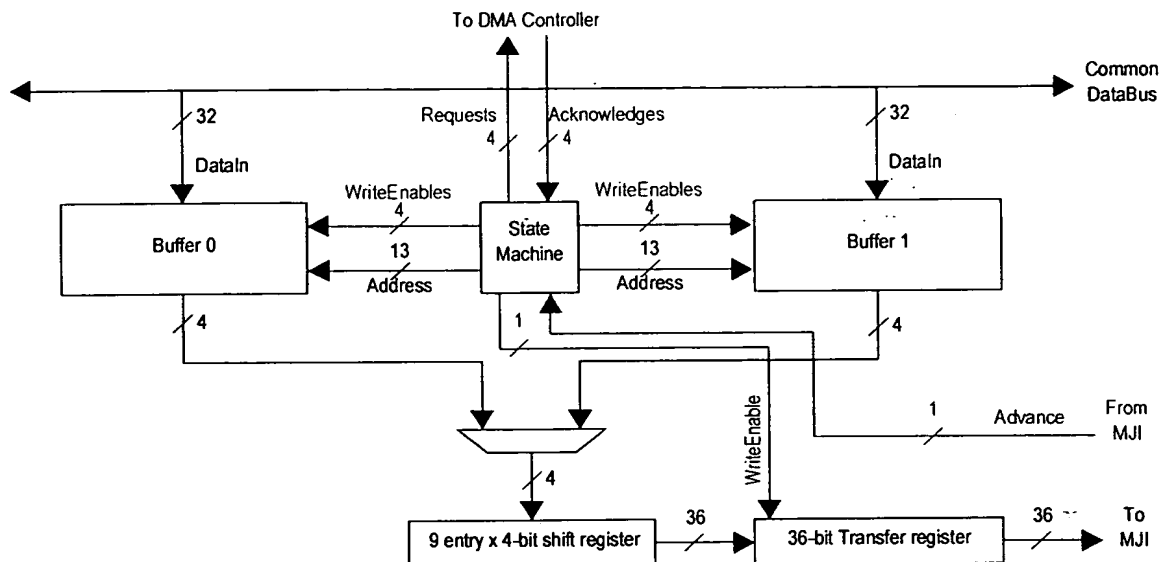 To DMA Controller
Common
DataBus
32
Requests
Acknowledges
32
4
4
DataIn
DataIn
WriteEnables
WriteEnables
4
4
State
Machine
Buffer 0
Buffer 1
13
13
Address
Address
4
1
4
1
Advance
From
MJI
WriteEnable
4
9 entry x 4-bit shift register
36
36-bit Transfer register
36
To
MJI